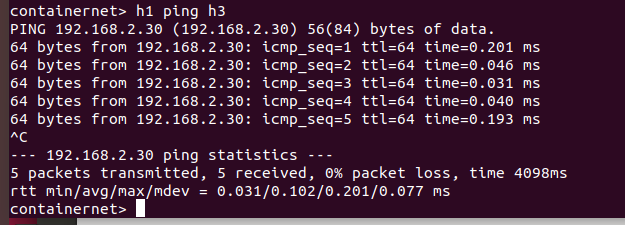 containernet> h1 ping h3
PING 192.168.2.30 (192.168.2.30) 56(84) bytes of data.
64 bytes from 192.168.2.30: icmp_seq=1 ttl=64 time=0.201 ms
64 bytes from 192.168.2.30: icmp_seq=2 ttl=64 time=0.046 ms
64 bytes from 192.168.2.30: icmp_seq=3 ttl=64 time=0.031 ms
64 bytes from 192.168.2.30: icmp_seq=4 ttl=64 time=0.040 ms
64 bytes from 192.168.2.30: icmp_seq=5 ttl=64 time=0.193 ms
^C
--- 192.168.2.30 ping statistics ---
5 packets transmitted, 5 received, 0% packet loss, time 4098ms
rtt min/avg/max/mdev = 0.031/0.102/0.201/0.077 ms
containernet>